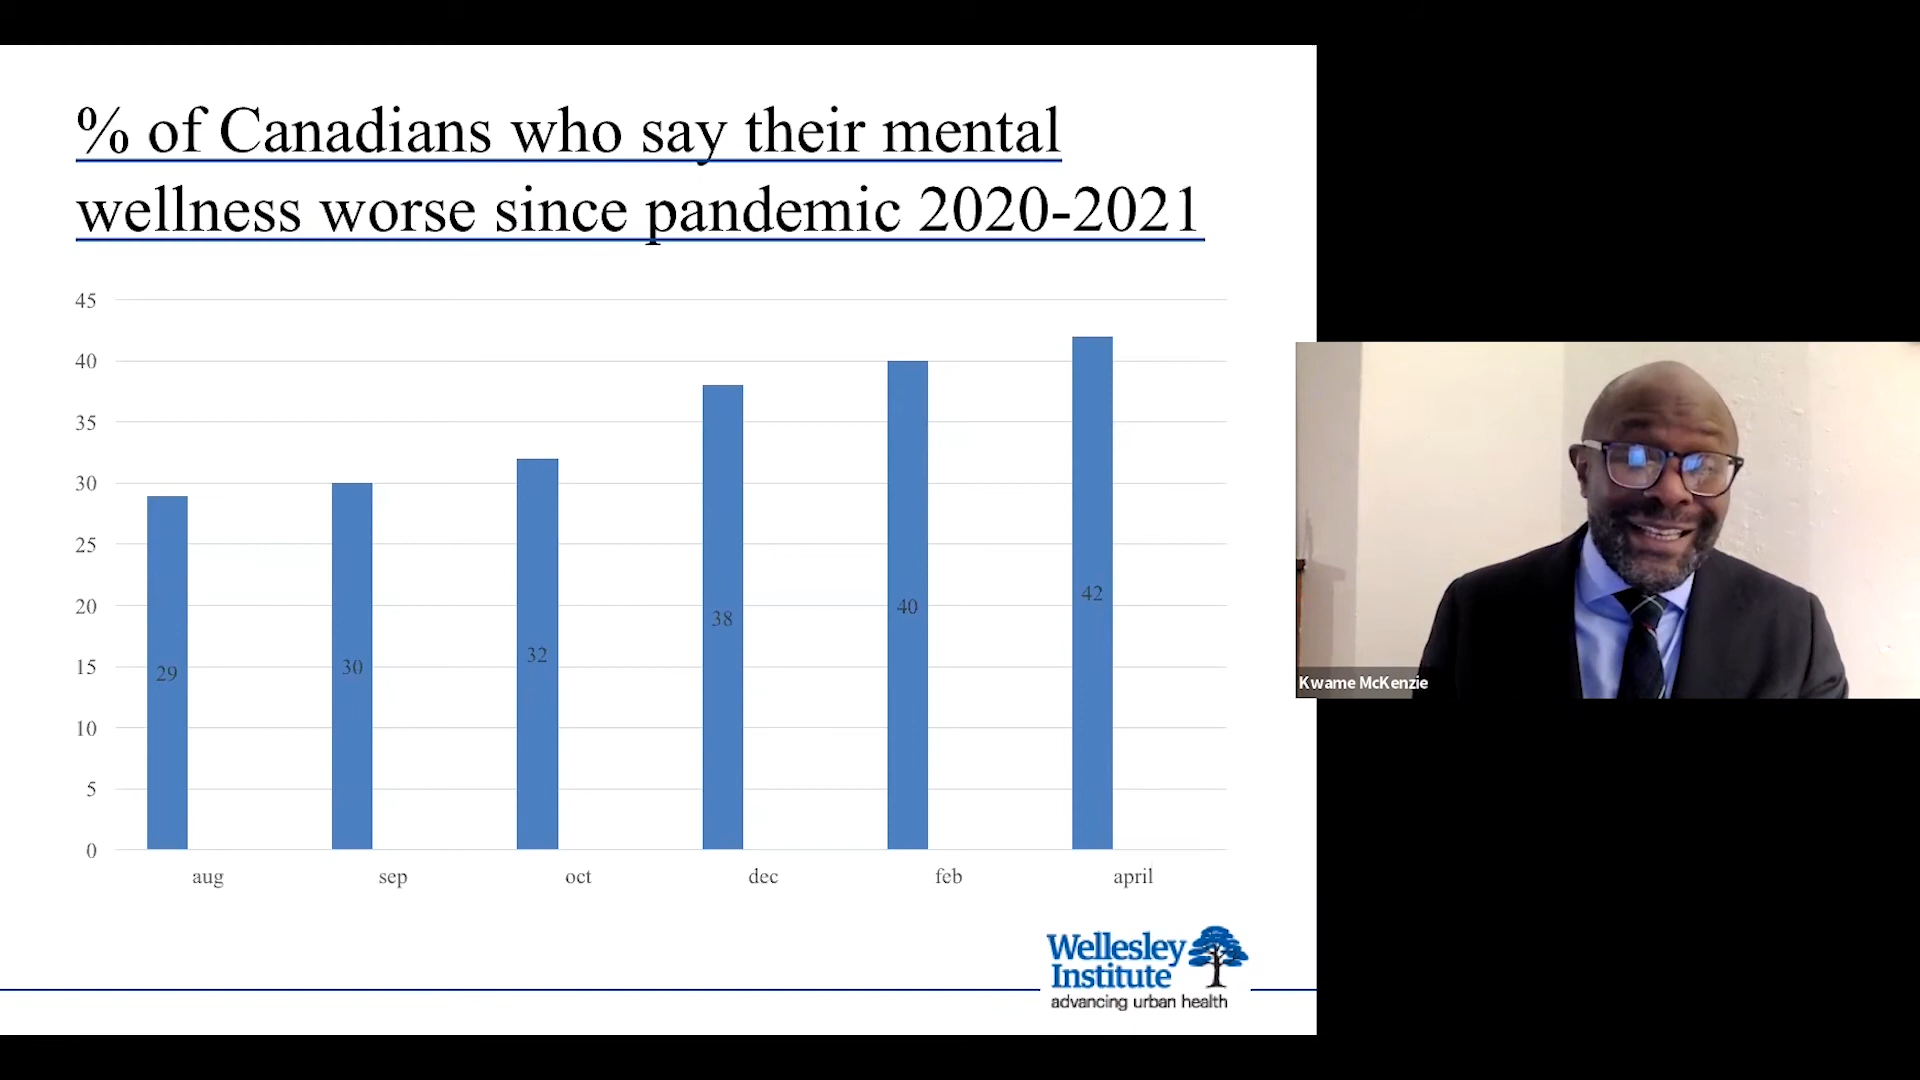 % of Canadians who say their mental
wellness worse since pandemic 2020-2021
45
40
35
30
25
20
15
10
5
0
29
30
32
38
40
42
aug
sep
oct
dec
feb
april
Wellesley
Institute
advancing urban health
Kwame McKenzie